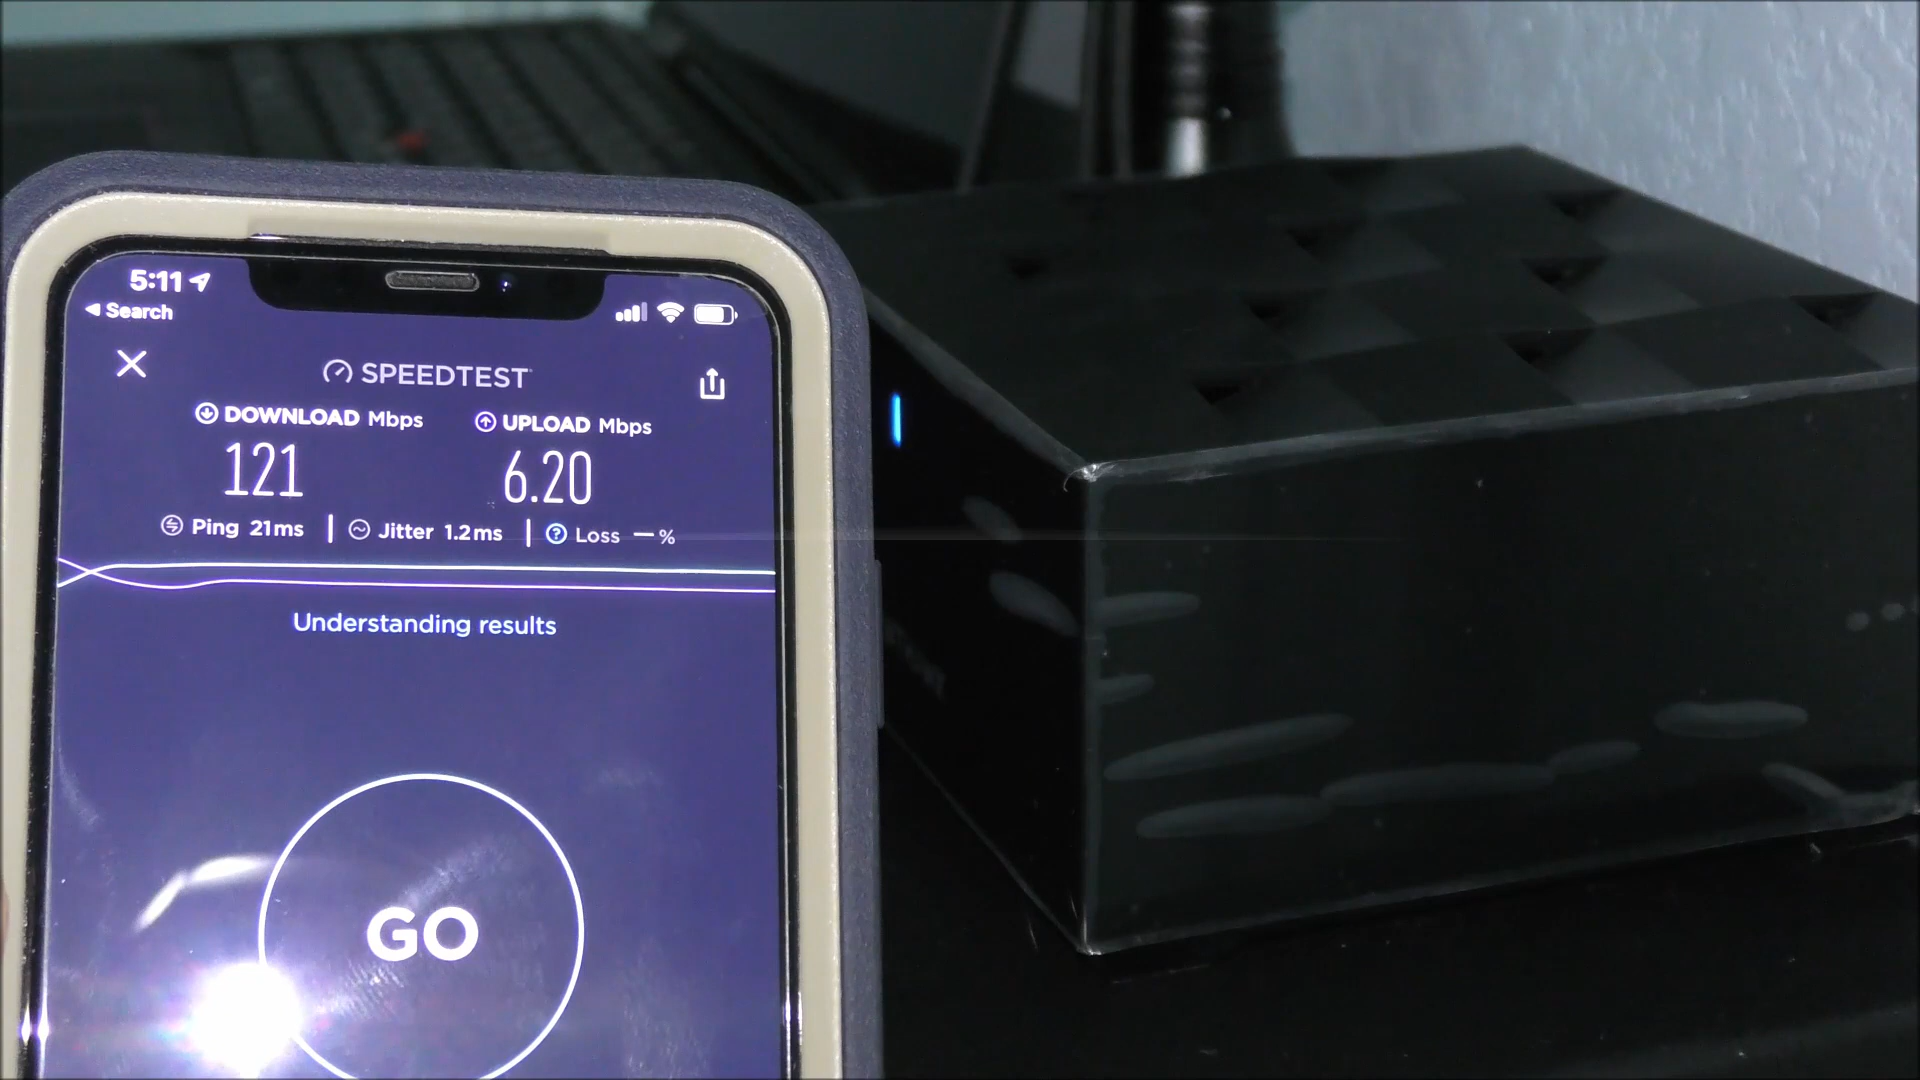 5:11
Search
SPEEDTEST
DOWNLOAD Mbps
UPLOAD Mbps
121
6.20
Ping 21ms
Jitter 1.2ms
? Loss — %
Understanding results
GO